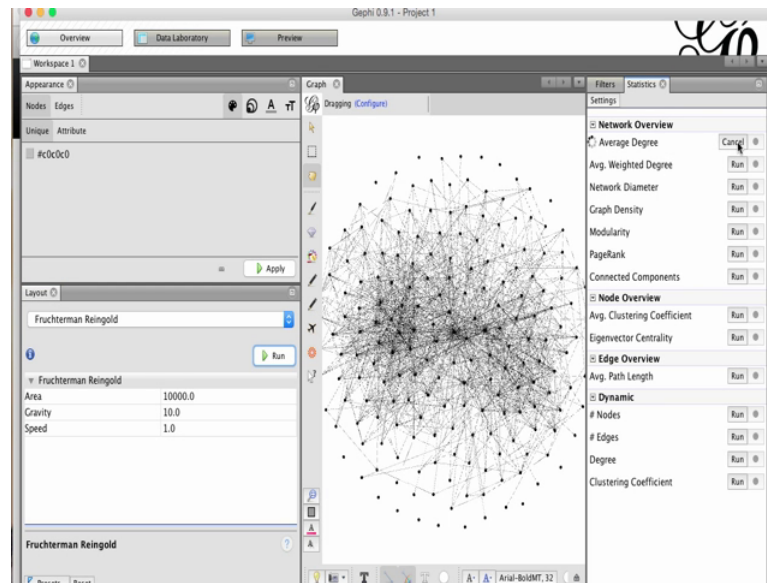 Gephi 0.9.1 - Project 1
Overview Data Laboratory Preview
Workspace 1
Appearance
Nodes Edges
Unique Attribute
#c0c0c0
Apply
Layout
Fruchterman Reingold
Run
Fruchterman Reingold
Area 10000.0
Gravity 10.0
Speed 1.0
Fruchterman Reingold
Presets... Reset
Graph
Dragging (Configure)
Arial-BoldMT, 32
Filters Statistics
Settings
Network Overview
Average Degree Cancel
Avg. Weighted Degree Run
Network Diameter Run
Graph Density Run
Modularity Run
PageRank Run
Connected Components Run
Node Overview
Avg. Clustering Coefficient Run
Eigenvector Centrality Run
Edge Overview
Avg. Path Length Run
Dynamic
# Nodes Run
# Edges Run
Degree Run
Clustering Coefficient Run